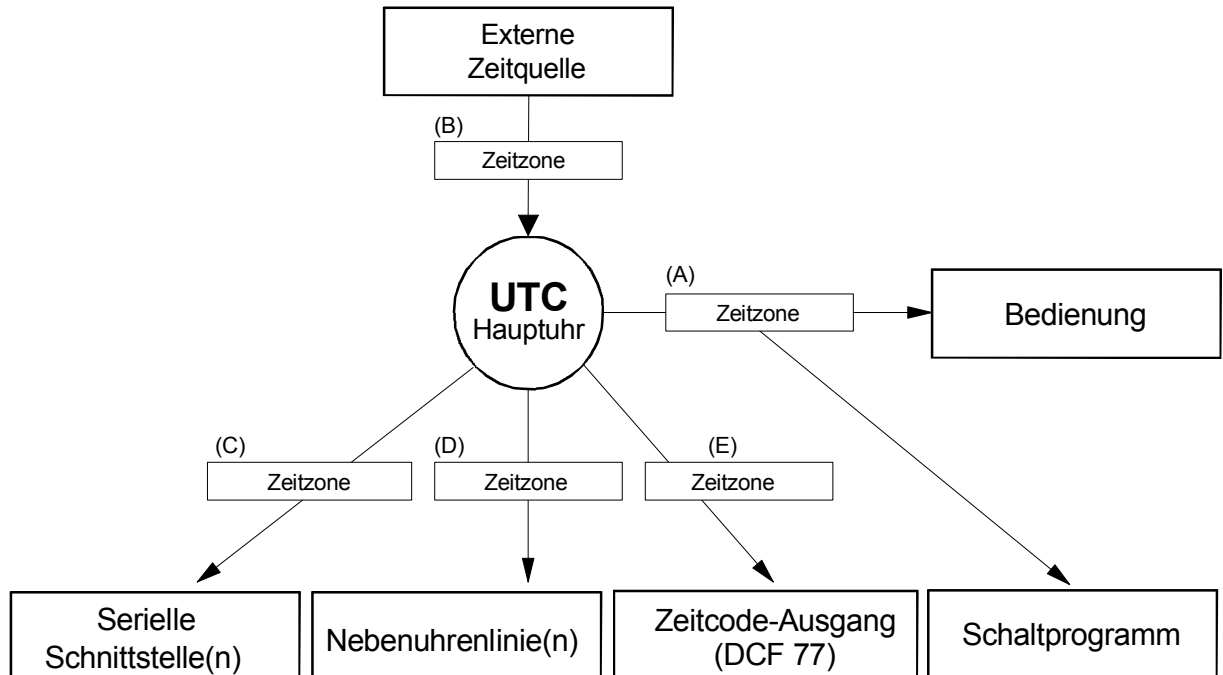 Externe
Zeitquelle
(B)
Zeitzone
UTC
Hauptuhr
(A)
Zeitzone
Bedienung
(C)
Zeitzone
(D)
Zeitzone
(E)
Zeitzone
Serielle
Schnittstelle(n)
Nebenuhrenlinie(n)
Zeitcode-Ausgang
(DCF 77)
Schaltprogramm